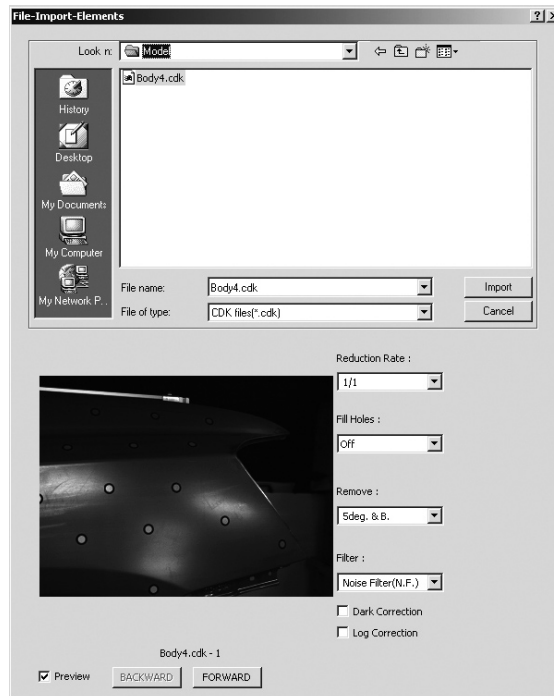 File-Import-Elements
Look n: Model
Body4.cdk
History
Desktop
My Documents
My Computer
My Network P...
File name: Body4.cdk Import
File of type: CDK files(*.cdk) Cancel
Reduction Rate :
1/1
Fill Holes :
Off
Remove :
5deg. & B.
Filter :
Noise Filter(N.F.)
Dark Correction
Log Correction
Body4.cdk - 1
Preview BACKWARD FORWARD